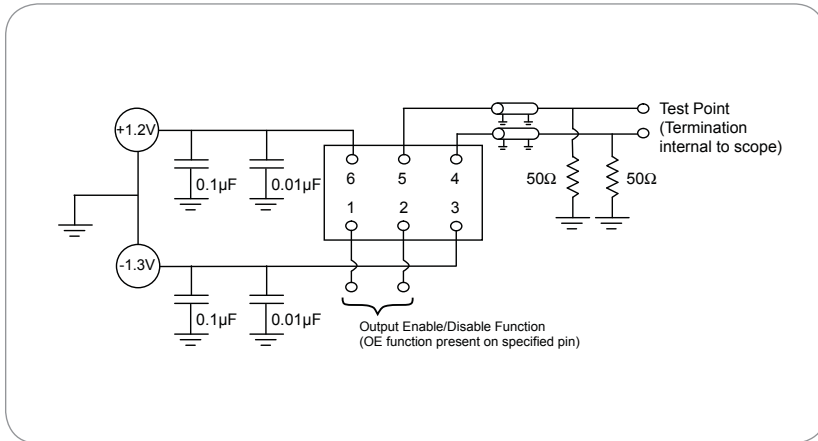 +1.2V
0.1µF
0.01µF
6
5
4
1
2
3
50Ω
50Ω
Test Point
(Termination
internal to scope)
-1.3V
0.1µF
0.01µF
Output Enable/Disable Function
(OE function present on specified pin)